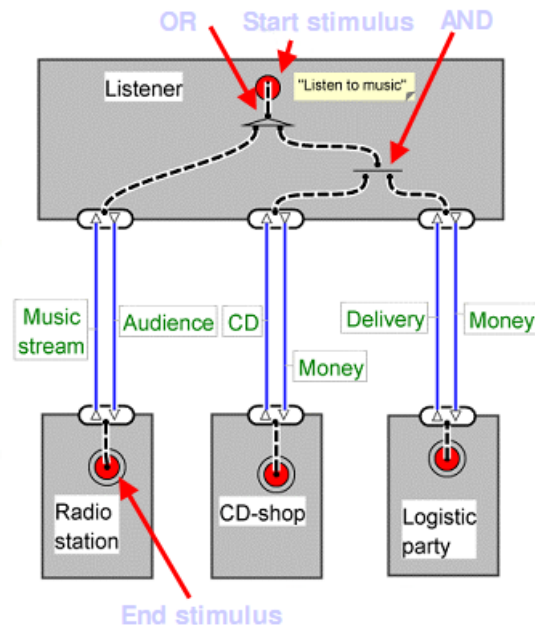 OR
Start stimulus
AND
Listener
"Listen to music"
Music
stream
Audience
CD
Money
Delivery
Money
Radio
station
CD-shop
Logistic
party
End stimulus